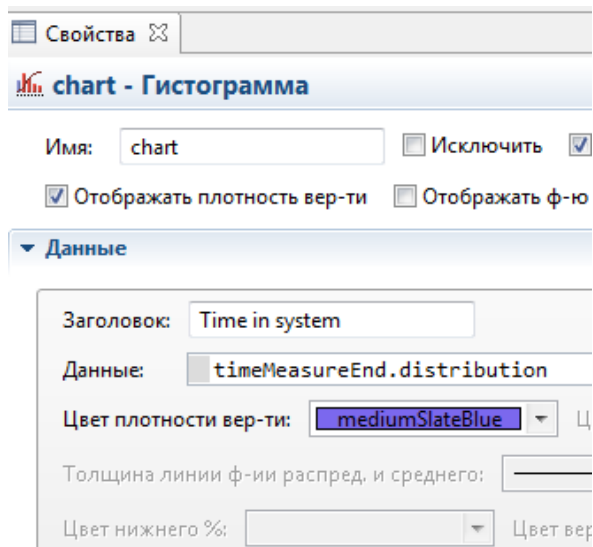 Свойства
chart - Гистограмма
Имя: chart Исключить
Отображать плотность вер-ти Отображать ф-ю
Данные
Заголовок: Time in system
Данные: timeMeasureEnd.distribution
Цвет плотности вер-ти: mediumSlateBlue
Толщина линии ф-ии распред. и среднего:
Цвет нижнего %: Цвет вер